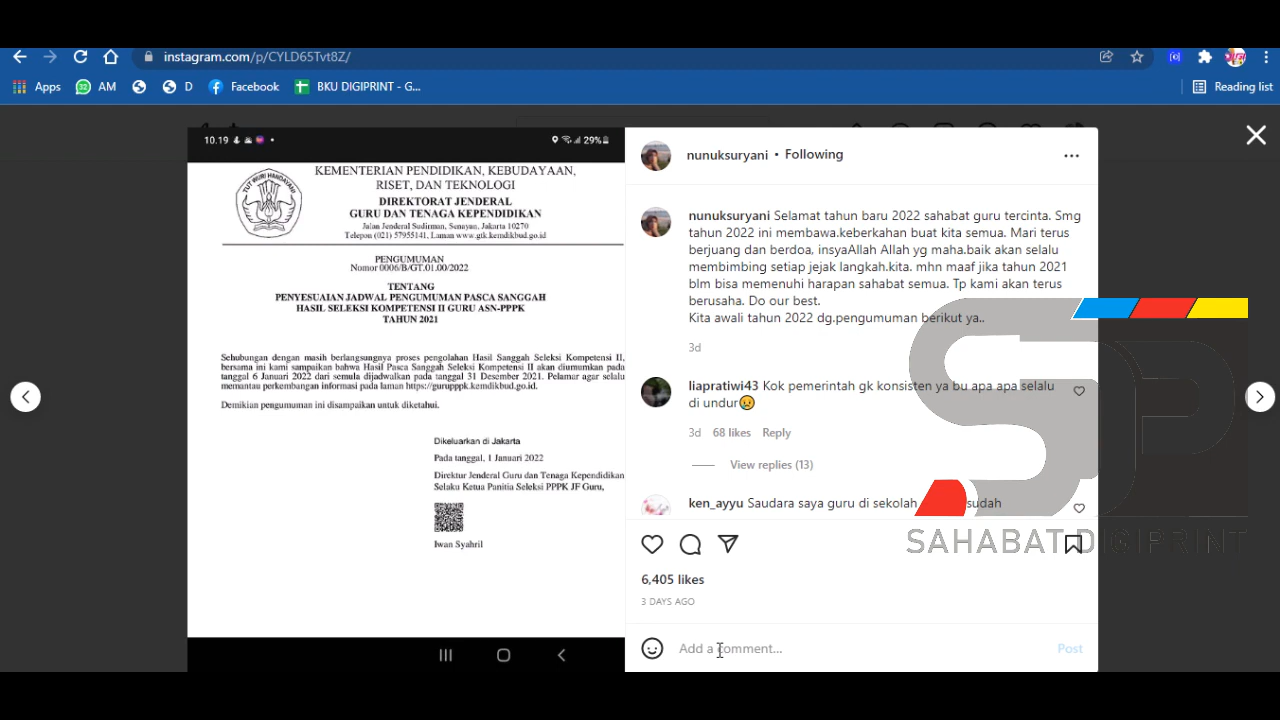 instagram.com/p/CYLD65Tvt8Z/
Apps
AM
D
Facebook
BKU DIGIPRINT - G...
Reading list
10.19
29%
KEMENTERIAN PENDIDIKAN, KEBUDAYAAN,
RISET, DAN TEKNOLOGI
DIREKTORAT JENDERAL
GURU DAN TENAGA KEPENDIDIKAN
Jalan Jenderal Sudirman, Senayan, Jakarta 10270
Telepon (021) 57955141, Laman www.gtk.kemdikbud.go.id
TUT WURI HANDAYANI
PENGUMUMAN
Nomor 0006/B/GT.01.00/2022
TENTANG
PENYESUAIAN JADWAL PENGUMUMAN PASCA SANGGAH
HASIL SELEKSI KOMPETENSI II GURU ASN-PPPK
TAHUN 2021
Sehubungan dengan masih berlangsungnya proses pengolahan Hasil Sanggah Seleksi Kompetensi II,
bersama ini kami sampaikan bahwa Hasil Pasca Sanggah Seleksi Kompetensi II akan diumumkan pada
tanggal 6 Januari 2022 dari semula dijadwalkan pada tanggal 31 Desember 2021. Pelamar agar selalu
memantau perkembangan informasi pada laman https://gurupppk.kemdikbud.go.id.
Demikian pengumuman ini disampaikan untuk diketahui.
Dikeluarkan di Jakarta
Pada tanggal, 1 Januari 2022
Direktur Jenderal Guru dan Tenaga Kependidikan
Selaku Ketua Panitia Seleksi PPPK JF Guru,
Iwan Syahril
nunuksuryani • Following
nunuksuryani Selamat tahun baru 2022 sahabat guru tercinta. Smg
tahun 2022 ini membawa.keberkahan buat kita semua. Mari terus
berjuang dan berdoa, insyaAllah Allah yg maha.baik akan selalu
membimbing setiap jejak langkah.kita. mhn maaf jika tahun 2021
blm bisa memenuhi harapan sahabat semua. Tp kami akan terus
berusaha. Do our best.
Kita awali tahun 2022 dg.pengumuman berikut ya..
3d
liapratiwi43 Kok pemerintah gk konsisten ya bu apa apa selalu
di undur😥
3d 68 likes Reply
View replies (13)
ken_ayyu Saudara saya guru di sekolah sudah
6,405 likes
3 DAYS AGO
Add a comment...
Post
SP
SAHABAT DIGIPRINT